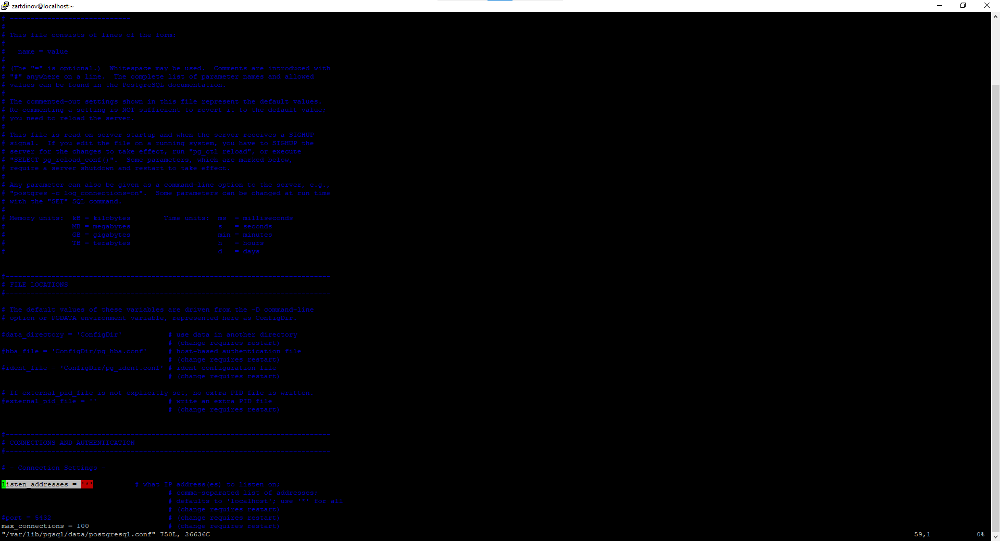 zartdinov@localhost:~
# -----------------------------
#
# This file consists of lines of the form:
#
#   name = value
#
# (The "=" is optional.)  Whitespace may be used.  Comments are introduced with
# "#" anywhere on a line.  The complete list of parameter names and allowed
# values can be found in the PostgreSQL documentation.
#
# The commented-out settings shown in this file represent the default values.
# Re-commenting a setting is NOT sufficient to revert it to the default value;
# you need to reload the server.
#
# This file is read on server startup and when the server receives a SIGHUP
# signal.  If you edit the file on a running system, you have to SIGHUP the
# server for the changes to take effect, run "pg_ctl reload", or execute
# "SELECT pg_reload_conf()".  Some parameters, which are marked below,
# require a server shutdown and restart to take effect.
#
# Any parameter can also be given as a command-line option to the server, e.g.,
# "postgres -c log_connections=on".  Some parameters can be changed at run time
# with the "SET" SQL command.
#
# Memory units:  kB = kilobytes        Time units:  ms  = milliseconds
#                MB = megabytes                     s   = seconds
#                GB = gigabytes                     min = minutes
#                TB = terabytes                     h   = hours
#                                                   d   = days
#------------------------------------------------------------------------------
# FILE LOCATIONS
#------------------------------------------------------------------------------
# The default values of these variables are driven from the -D command-line
# option or PGDATA environment variable, represented here as ConfigDir.
#data_directory = 'ConfigDir'           # use data in another directory
                                        # (change requires restart)
#hba_file = 'ConfigDir/pg_hba.conf'     # host-based authentication file
                                        # (change requires restart)
#ident_file = 'ConfigDir/pg_ident.conf' # ident configuration file
                                        # (change requires restart)
# If external_pid_file is not explicitly set, no extra PID file is written.
#external_pid_file = ''                 # write an extra PID file
                                        # (change requires restart)
#------------------------------------------------------------------------------
# CONNECTIONS AND AUTHENTICATION
#------------------------------------------------------------------------------
# - Connection Settings -
listen_addresses = '*'          # what IP address(es) to listen on;
                                        # comma-separated list of addresses;
                                        # defaults to 'localhost'; use '*' for all
                                        # (change requires restart)
#port = 5432                            # (change requires restart)
max_connections = 100                   # (change requires restart)
"/var/lib/pgsql/data/postgresql.conf" 750L, 26636C                    59,1          0%